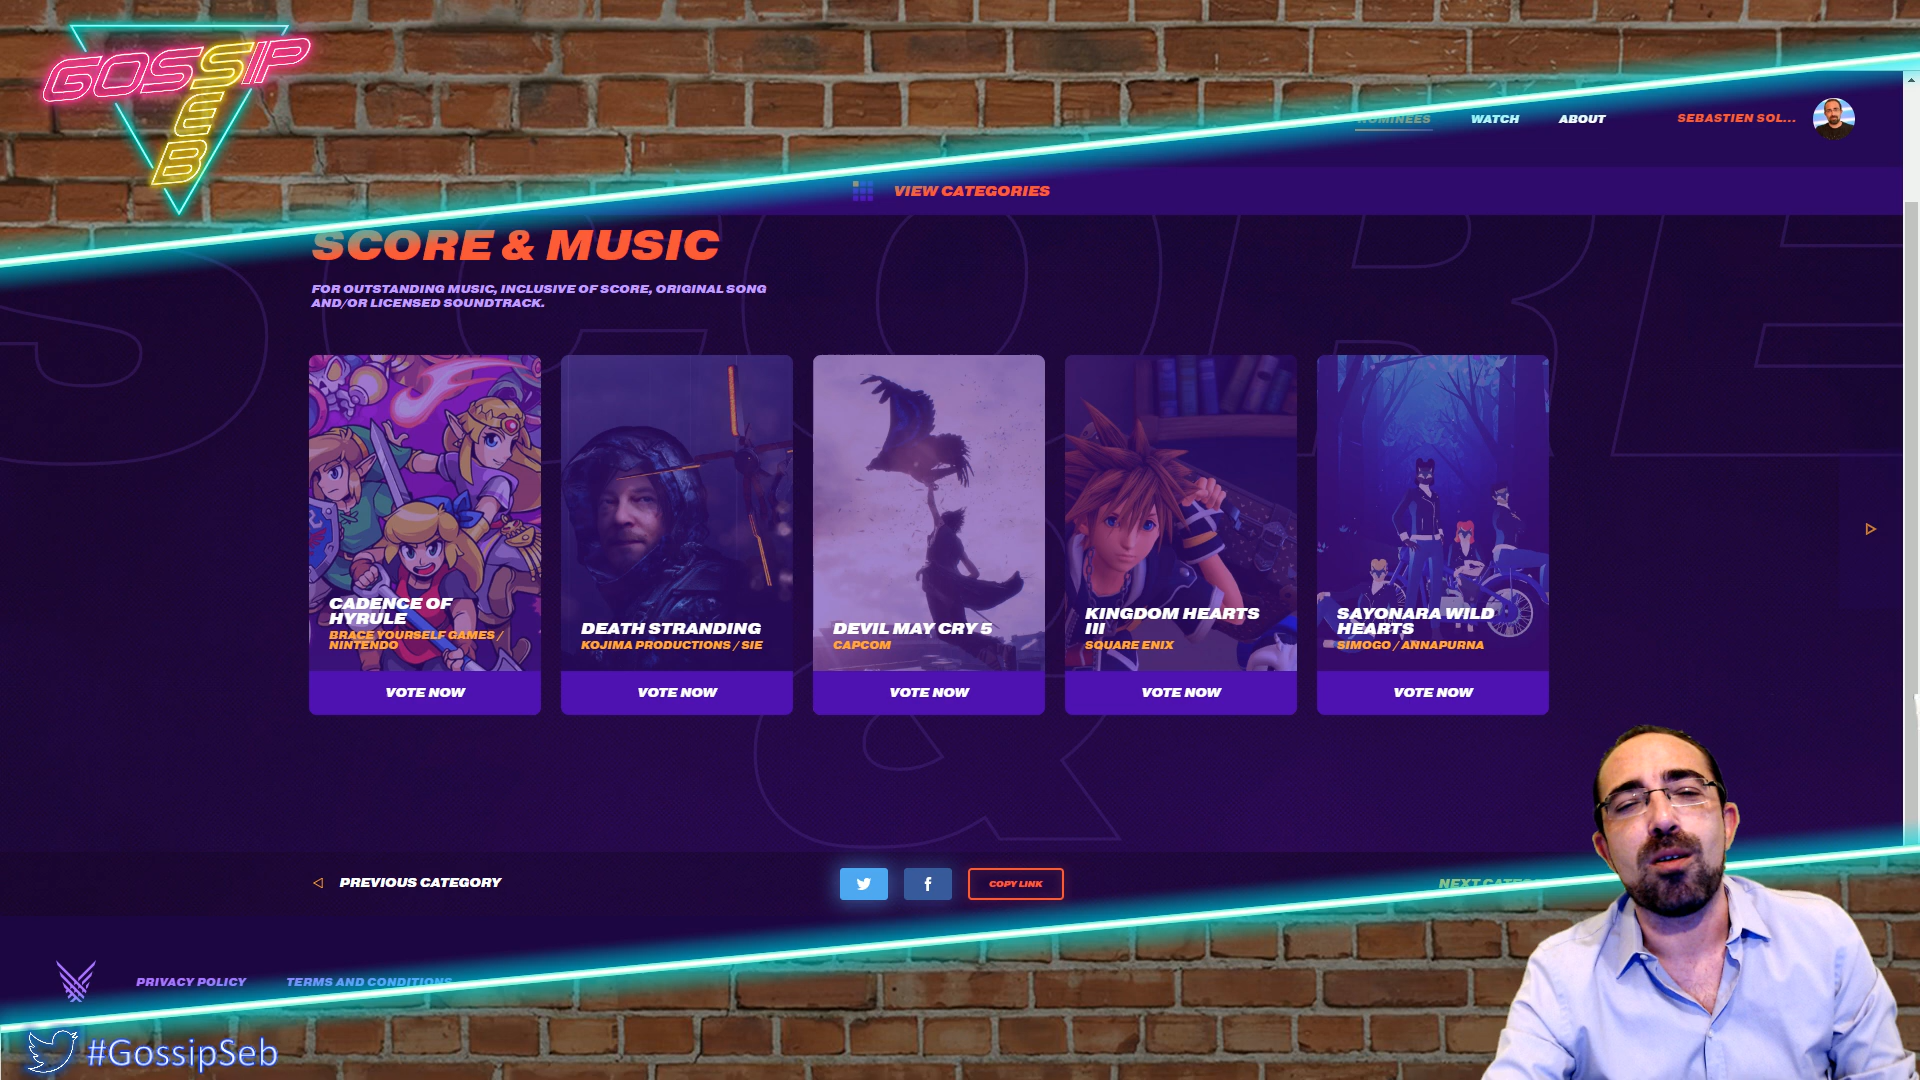 GOSSIP
SEB
NOMINEES
WATCH
ABOUT
SEBASTIEN SOL...
VIEW CATEGORIES
SCORE & MUSIC
FOR OUTSTANDING MUSIC, INCLUSIVE OF SCORE, ORIGINAL SONG
AND/OR LICENSED SOUNDTRACK.
CADENCE OF
HYRULE
BRACE YOURSELF GAMES /
NINTENDO
VOTE NOW
DEATH STRANDING
KOJIMA PRODUCTIONS / SIE
VOTE NOW
DEVIL MAY CRY 5
CAPCOM
VOTE NOW
KINGDOM HEARTS
III
SQUARE ENIX
VOTE NOW
SAYONARA WILD
HEARTS
SIMOGO / ANNAPURNA
VOTE NOW
SCORE
&
PREVIOUS CATEGORY
COPY LINK
NEXT
PRIVACY POLICY
TERMS AND CONDITIONS
#GossipSeb